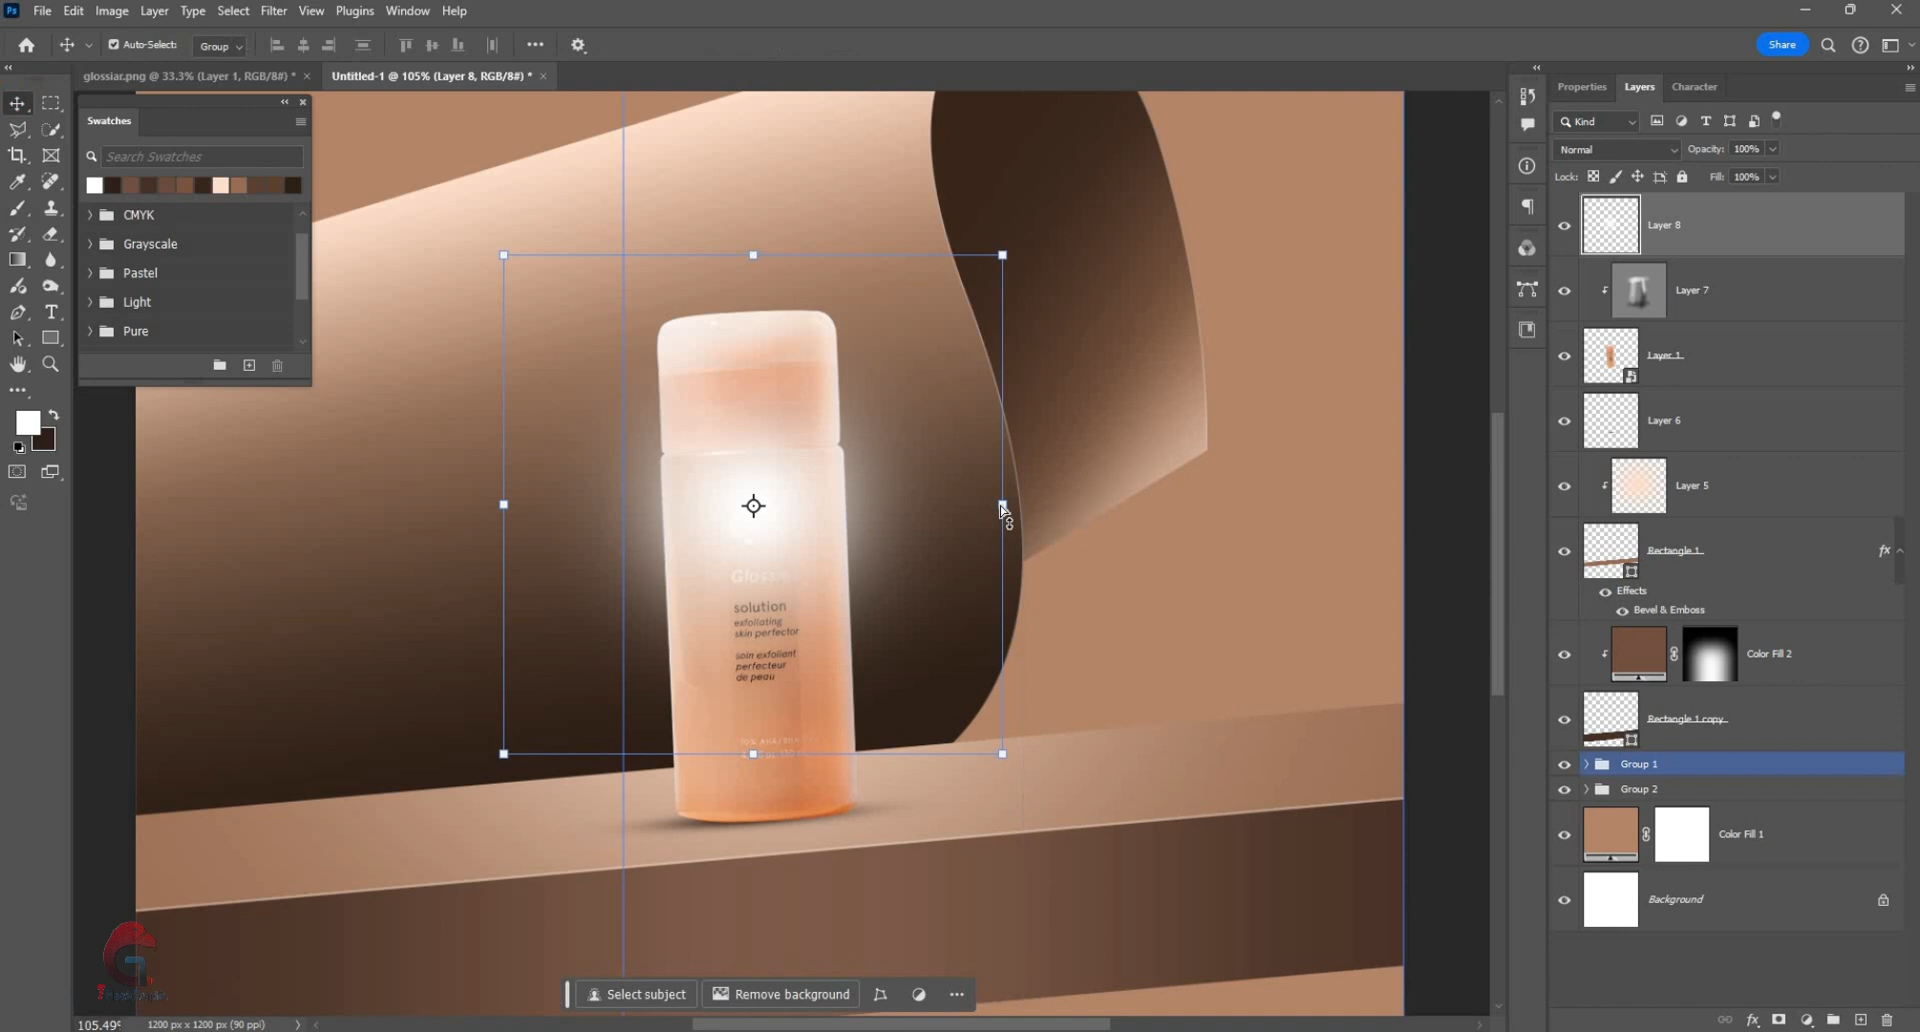 File Edit Image Layer Type Select Filter View Plugins Window Help
Auto-Select: Group
Share
glossiar.png @ 33.3% (Layer 1, RGB/8#) *
Untitled-1 @ 105% (Layer 8, RGB/8#) *
Swatches
Search Swatches
CMYK
Grayscale
Pastel
Light
Pure
solution
exfoliating
skin perfector
soin exfoliant
perfecteur
de peau
Select subject
Remove background
105.49%
1200 px x 1200 px (90 ppi)
Properties Layers Character
Kind
Normal
Opacity: 100%
Lock:
Fill: 100%
Layer 8
Layer 7
Layer 1
Layer 6
Layer 5
Rectangle 1
fx
Effects
Bevel & Emboss
Color Fill 2
Rectangle 1 copy
Group 1
Group 2
Color Fill 1
Background